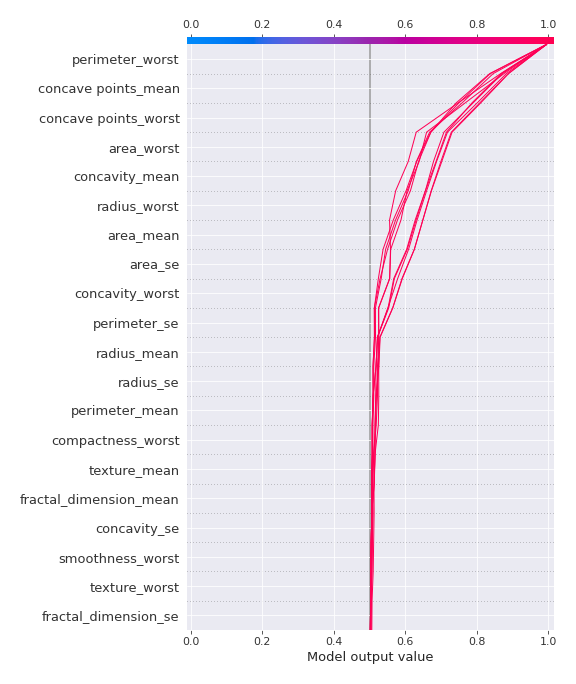 0.0 0.2 0.4 0.6 0.8 1.0
perimeter_worst
concave points_mean
concave points_worst
area_worst
concavity_mean
radius_worst
area_mean
area_se
concavity_worst
perimeter_se
radius_mean
radius_se
perimeter_mean
compactness_worst
texture_mean
fractal_dimension_mean
concavity_se
smoothness_worst
texture_worst
fractal_dimension_se
0.0 0.2 0.4 0.6 0.8 1.0
Model output value